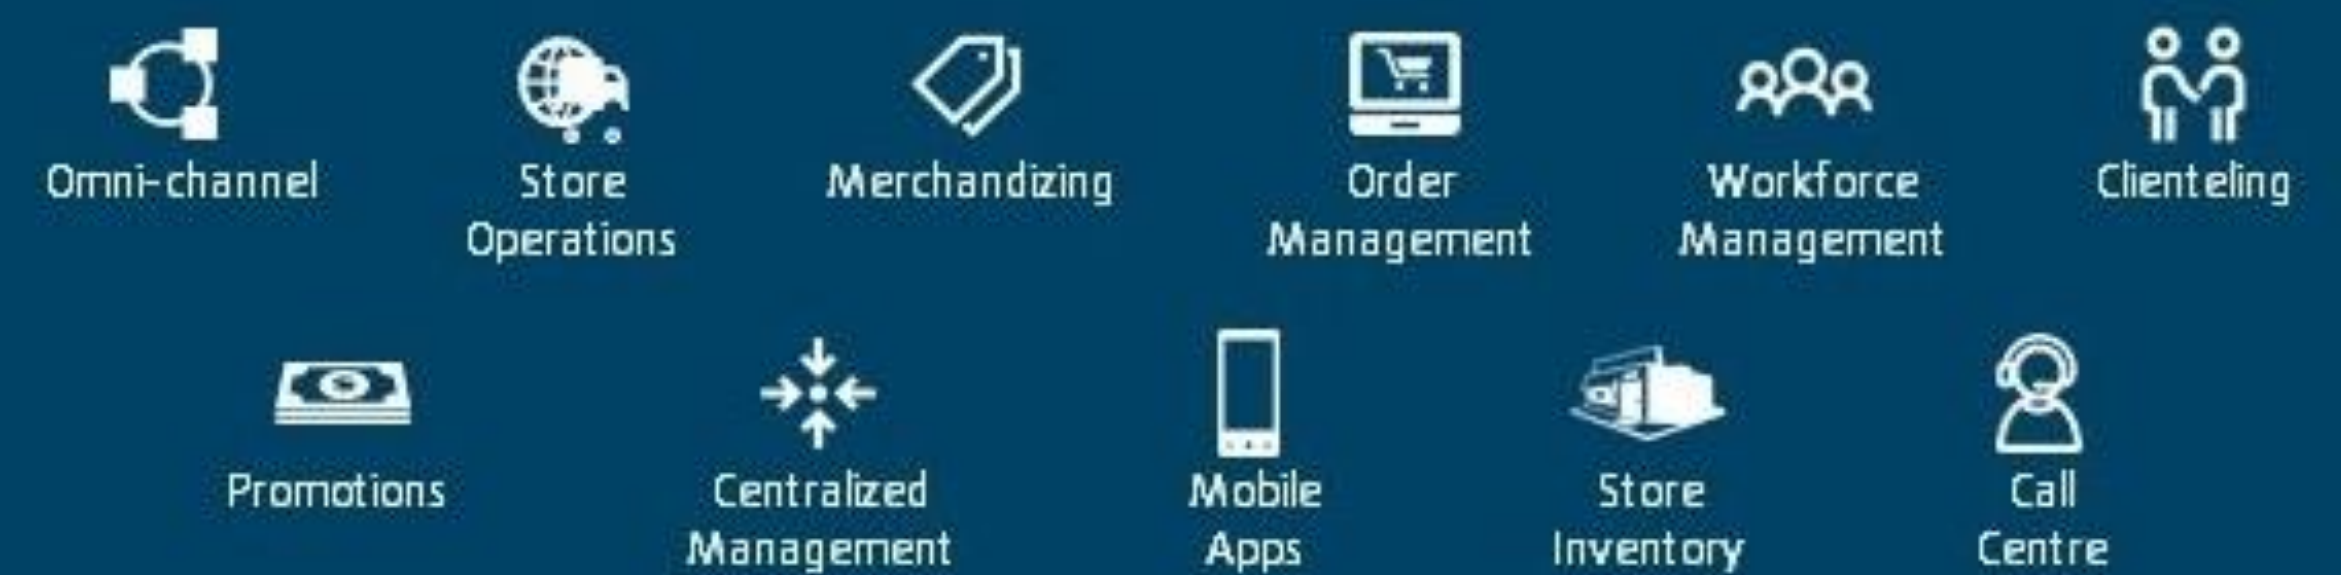 Omni-channel
Store
Operations
Merchandizing
Order
Management
Workforce
Management
Clienteling
Promotions
Centralized
Management
Mobile
Apps
Store
Inventory
Call
Centre